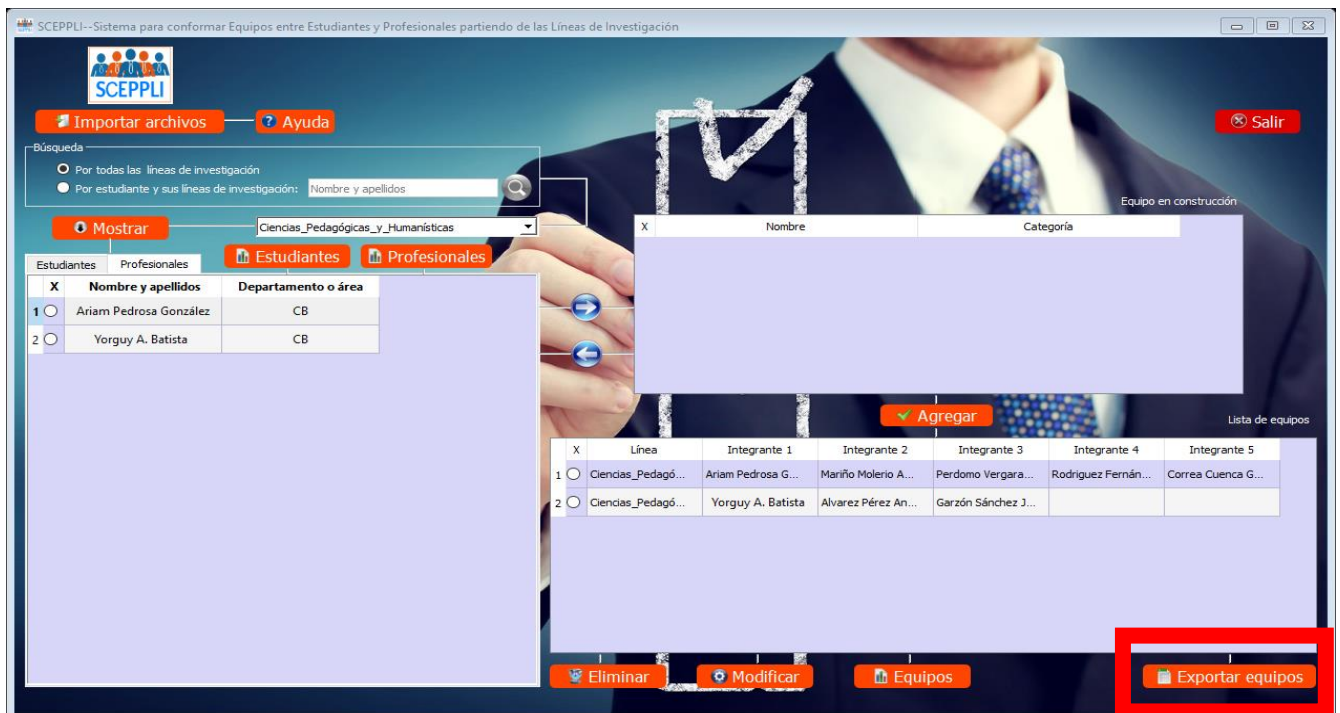 SCEPPLI--Sistema para conformar Equipos entre Estudiantes y Profesionales partiendo de las Líneas de Investigación
SCEPPLI
Importar archivos
Ayuda
Salir
Búsqueda
Por todas las líneas de investigación
Por estudiante y sus líneas de investigación: Nombre y apellidos
Mostrar
Ciencias_Pedagógicas_y_Humanísticas
Estudiantes Profesionales
Estudiantes Profesionales
X Nombre y apellidos Departamento o área
1 Ariam Pedrosa González CB
2 Yorguy A. Batista CB
Equipo en construcción
X Nombre Categoría
Agregar
Lista de equipos
X Línea Integrante 1 Integrante 2 Integrante 3 Integrante 4 Integrante 5
1 Ciencias_Pedagó... Ariam Pedrosa G... Mariño Molerio A... Perdomo Vergara... Rodriguez Fernán... Correa Cuenca G...
2 Ciencias_Pedagó... Yorguy A. Batista Alvarez Pérez An... Garzón Sánchez J...
Eliminar
Modificar
Equipos
Exportar equipos